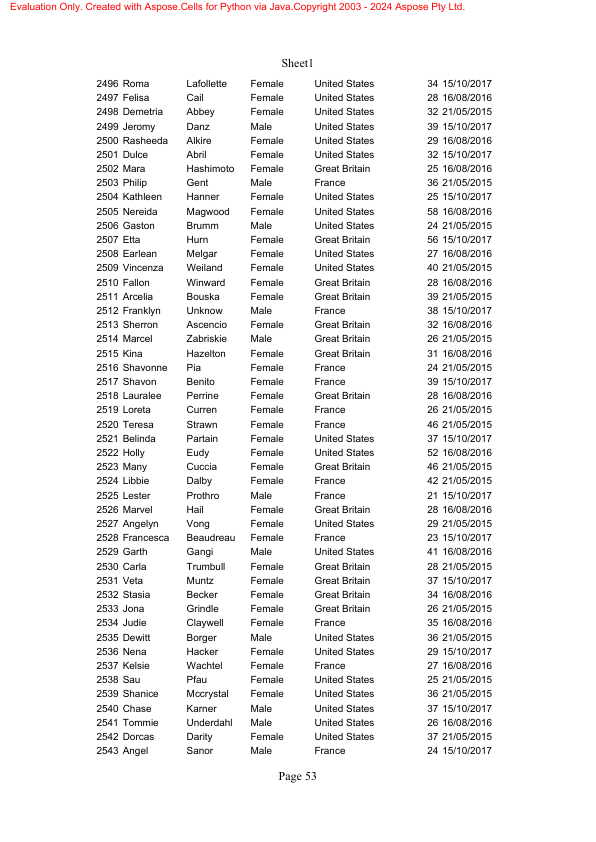 Evaluation Only. Created with Aspose.Cells for Python via Java.Copyright 2003 - 2024 Aspose Pty Ltd.
Sheet1
2496 Roma Lafollette Female United States 34 15/10/2017
2497 Felisa Cail Female United States 28 16/08/2016
2498 Demetria Abbey Female United States 32 21/05/2015
2499 Jeromy Danz Male United States 39 15/10/2017
2500 Rasheeda Alkire Female United States 29 16/08/2016
2501 Dulce Abril Female United States 32 15/10/2017
2502 Mara Hashimoto Female Great Britain 25 16/08/2016
2503 Philip Gent Male France 36 21/05/2015
2504 Kathleen Hanner Female United States 25 15/10/2017
2505 Nereida Magwood Female United States 58 16/08/2016
2506 Gaston Brumm Male United States 24 21/05/2015
2507 Etta Hurn Female Great Britain 56 15/10/2017
2508 Earlean Melgar Female United States 27 16/08/2016
2509 Vincenza Weiland Female United States 40 21/05/2015
2510 Fallon Winward Female Great Britain 28 16/08/2016
2511 Arcelia Bouska Female Great Britain 39 21/05/2015
2512 Franklyn Unknow Male France 38 15/10/2017
2513 Sherron Ascencio Female Great Britain 32 16/08/2016
2514 Marcel Zabriskie Male Great Britain 26 21/05/2015
2515 Kina Hazelton Female Great Britain 31 16/08/2016
2516 Shavonne Pia Female France 24 21/05/2015
2517 Shavon Benito Female France 39 15/10/2017
2518 Lauralee Perrine Female Great Britain 28 16/08/2016
2519 Loreta Curren Female France 26 21/05/2015
2520 Teresa Strawn Female France 46 21/05/2015
2521 Belinda Partain Female United States 37 15/10/2017
2522 Holly Eudy Female United States 52 16/08/2016
2523 Many Cuccia Female Great Britain 46 21/05/2015
2524 Libbie Dalby Female France 42 21/05/2015
2525 Lester Prothro Male France 21 15/10/2017
2526 Marvel Hail Female Great Britain 28 16/08/2016
2527 Angelyn Vong Female United States 29 21/05/2015
2528 Francesca Beaudreau Female France 23 15/10/2017
2529 Garth Gangi Male United States 41 16/08/2016
2530 Carla Trumbull Female Great Britain 28 21/05/2015
2531 Veta Muntz Female Great Britain 37 15/10/2017
2532 Stasia Becker Female Great Britain 34 16/08/2016
2533 Jona Grindle Female Great Britain 26 21/05/2015
2534 Judie Claywell Female France 35 16/08/2016
2535 Dewitt Borger Male United States 36 21/05/2015
2536 Nena Hacker Female United States 29 15/10/2017
2537 Kelsie Wachtel Female France 27 16/08/2016
2538 Sau Pfau Female United States 25 21/05/2015
2539 Shanice Mccrystal Female United States 36 21/05/2015
2540 Chase Karner Male United States 37 15/10/2017
2541 Tommie Underdahl Male United States 26 16/08/2016
2542 Dorcas Darity Female United States 37 21/05/2015
2543 Angel Sanor Male France 24 15/10/2017
Page 53